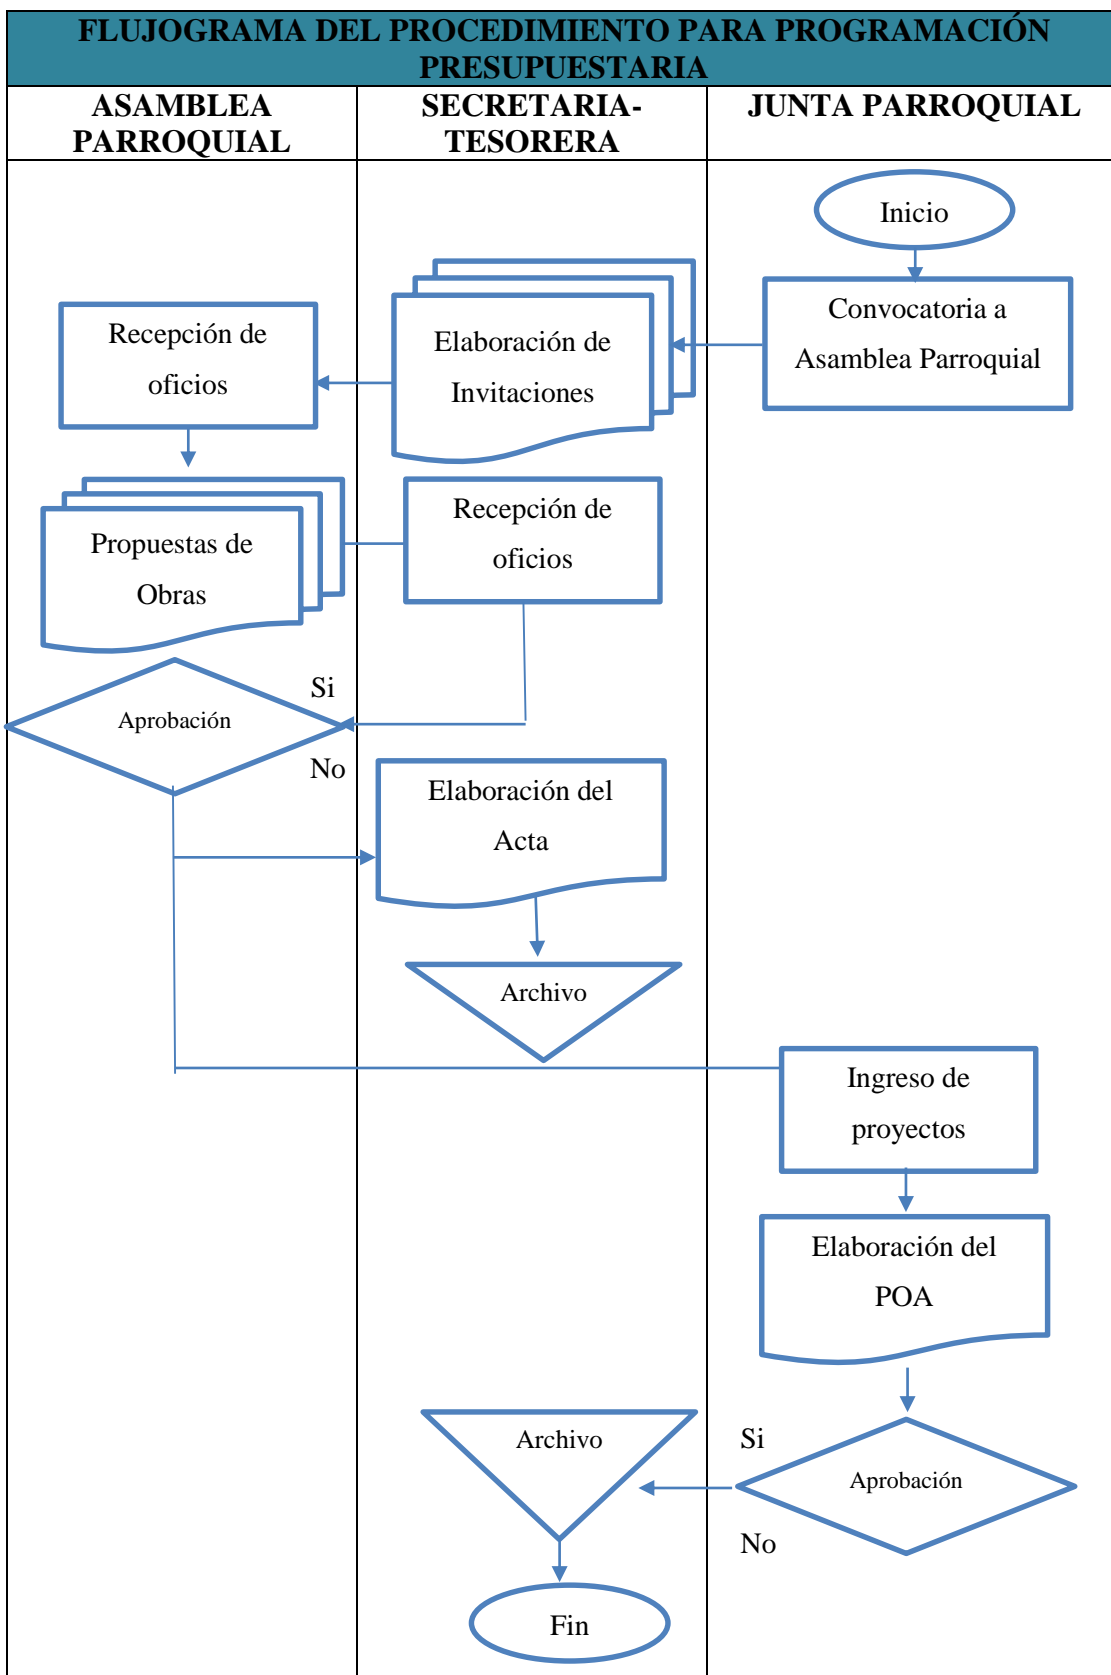 FLUJOGRAMA DEL PROCEDIMIENTO PARA PROGRAMACIÓN
PRESUPUESTARIA
ASAMBLEA
PARROQUIAL
SECRETARIA-
TESORERA
JUNTA PARROQUIAL
Inicio
Convocatoria a
Asamblea Parroquial
Elaboración de
Invitaciones
Recepción de
oficios
Propuestas de
Obras
Recepción de
oficios
Si
Aprobación
No
Elaboración del
Acta
Archivo
Ingreso de
proyectos
Elaboración del
POA
Si
Aprobación
No
Archivo
Fin